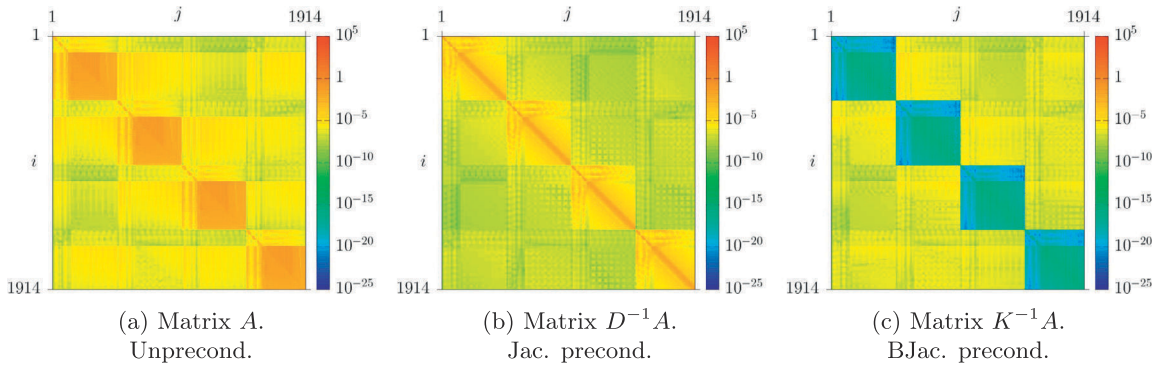 1 j 1914
1
i
1914
10^5
1
10^−5
10^−10
10^−15
10^−20
10^−25
(a) Matrix A.
Unprecond.
1 j 1914
1
i
1914
10^5
1
10^−5
10^−10
10^−15
10^−20
10^−25
(b) Matrix D^−1A.
Jac. precond.
1 j 1914
1
i
1914
10^5
1
10^−5
10^−10
10^−15
10^−20
10^−25
(c) Matrix K^−1A.
BJac. precond.